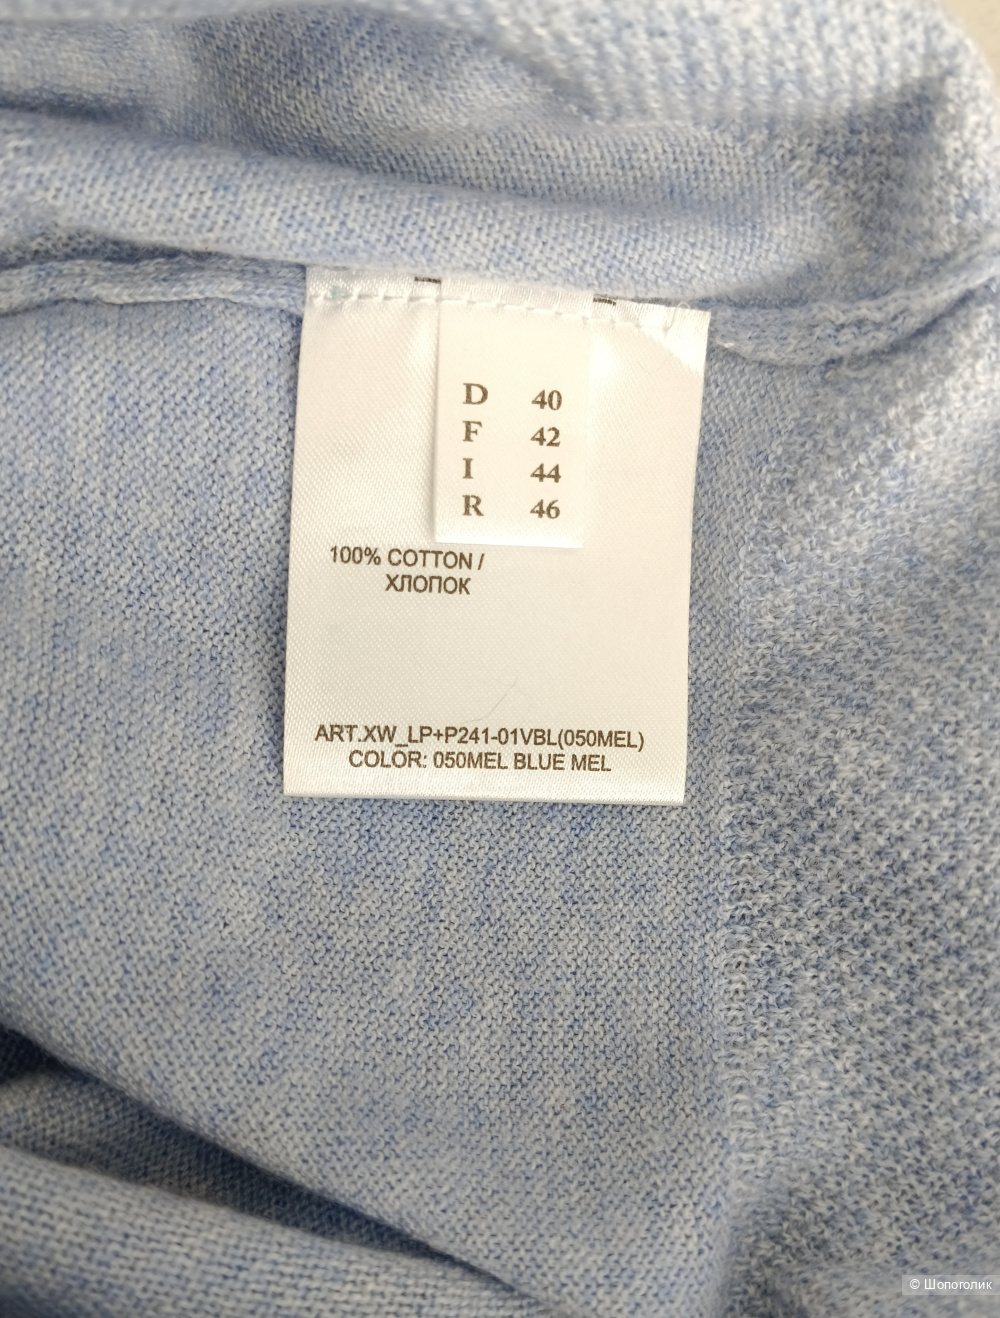 D 40
F 42
I 44
R 46
100% COTTON /
ХЛОПОК
ART.XW_LP+P241-01VBL(050MEL)
COLOR: 050MEL BLUE MEL
© Шопоголик